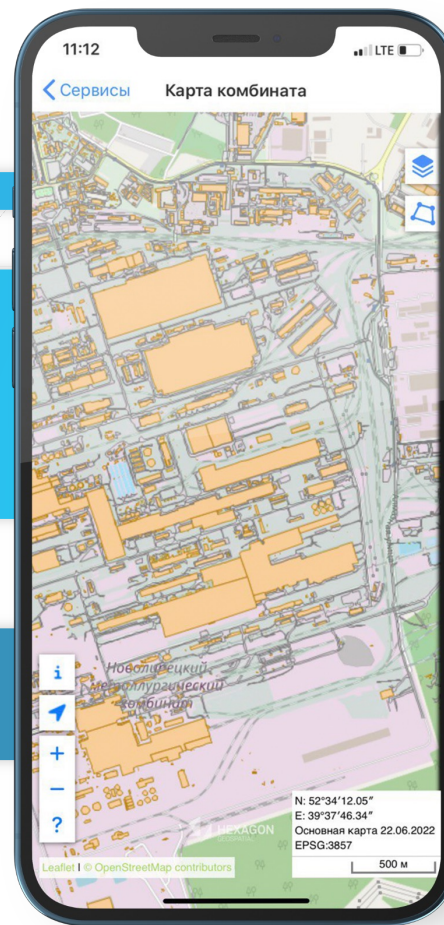 11:12
LTE
Сервисы
Карта комбината
Новолипецкий
металлургический
комбинат
i
+
−
?
HEXAGON
GEOSPATIAL
N: 52°34′12.05″
E: 39°37′46.34″
Основная карта 22.06.2022
EPSG:3857
500 м
Leaflet | © OpenStreetMap contributors